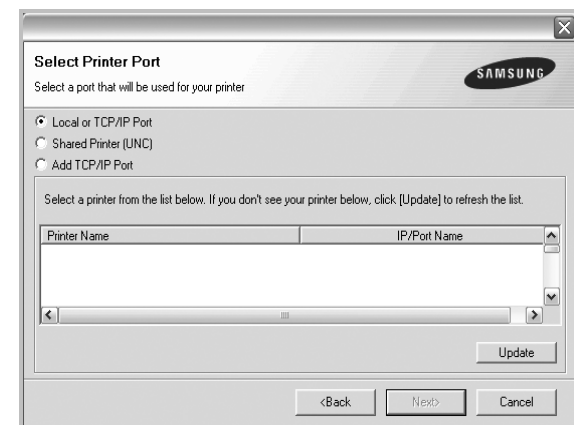 Select Printer Port
Select a port that will be used for your printer
SAMSUNG
Local or TCP/IP Port
Shared Printer (UNC)
Add TCP/IP Port
Select a printer from the list below. If you don't see your printer below, click [Update] to refresh the list.
Printer Name IP/Port Name
Update
<Back Next> Cancel